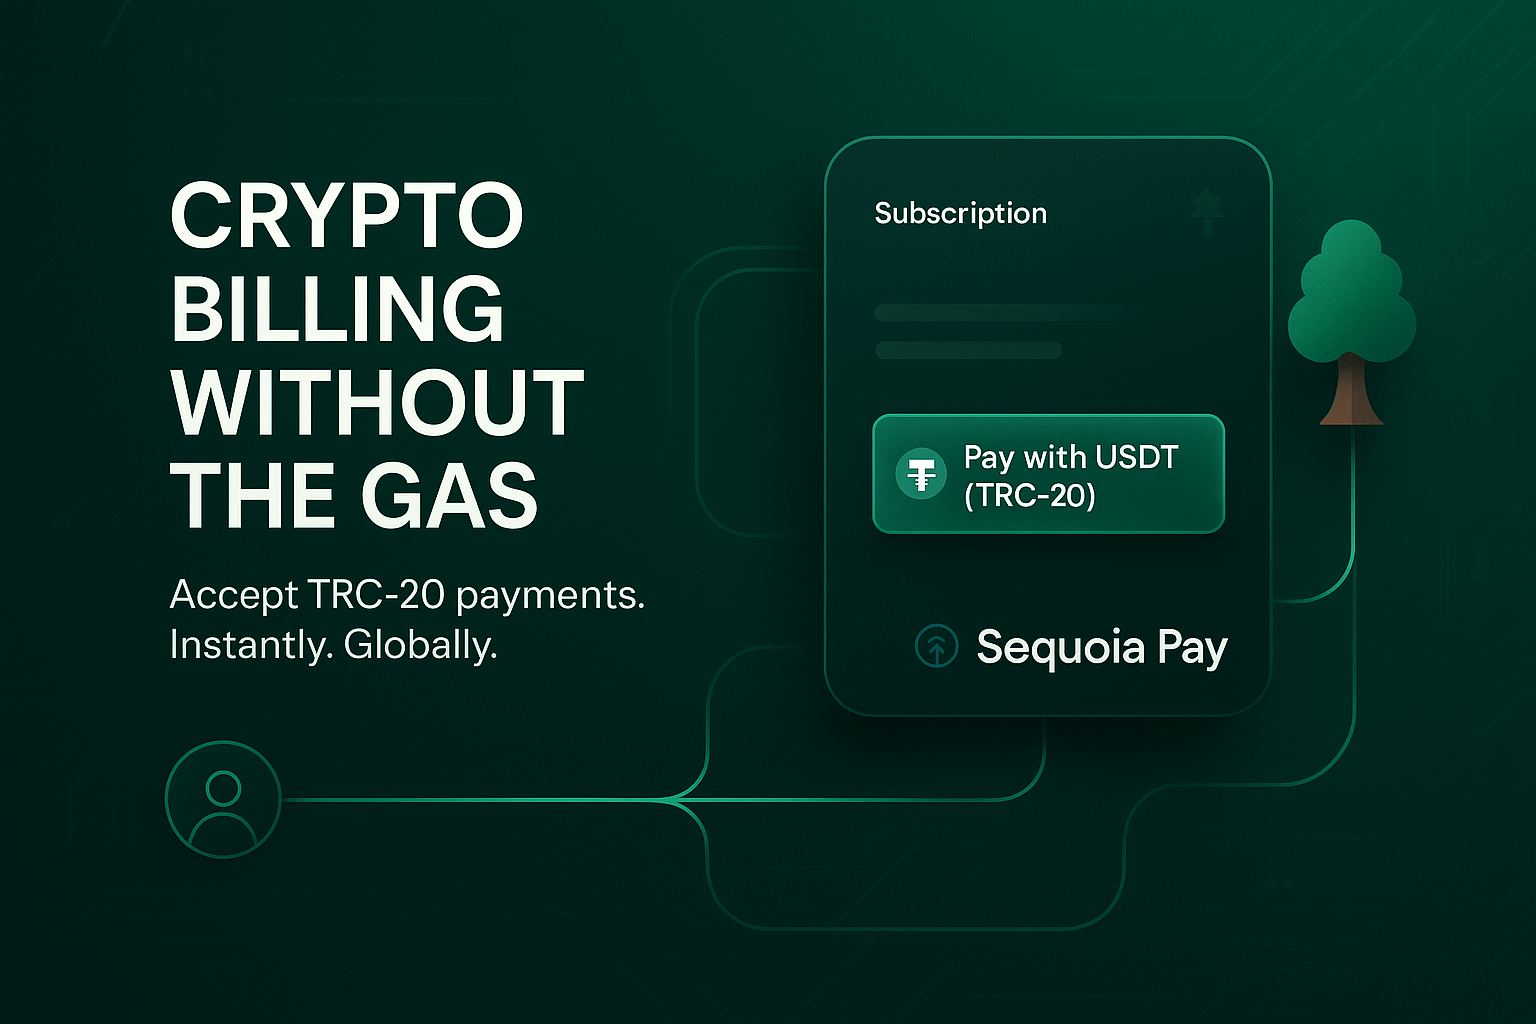 CRYPTO
BILLING
WITHOUT
THE GAS
Accept TRC-20 payments.
Instantly. Globally.
Subscription
Pay with USDT
(TRC-20)
Sequoia Pay